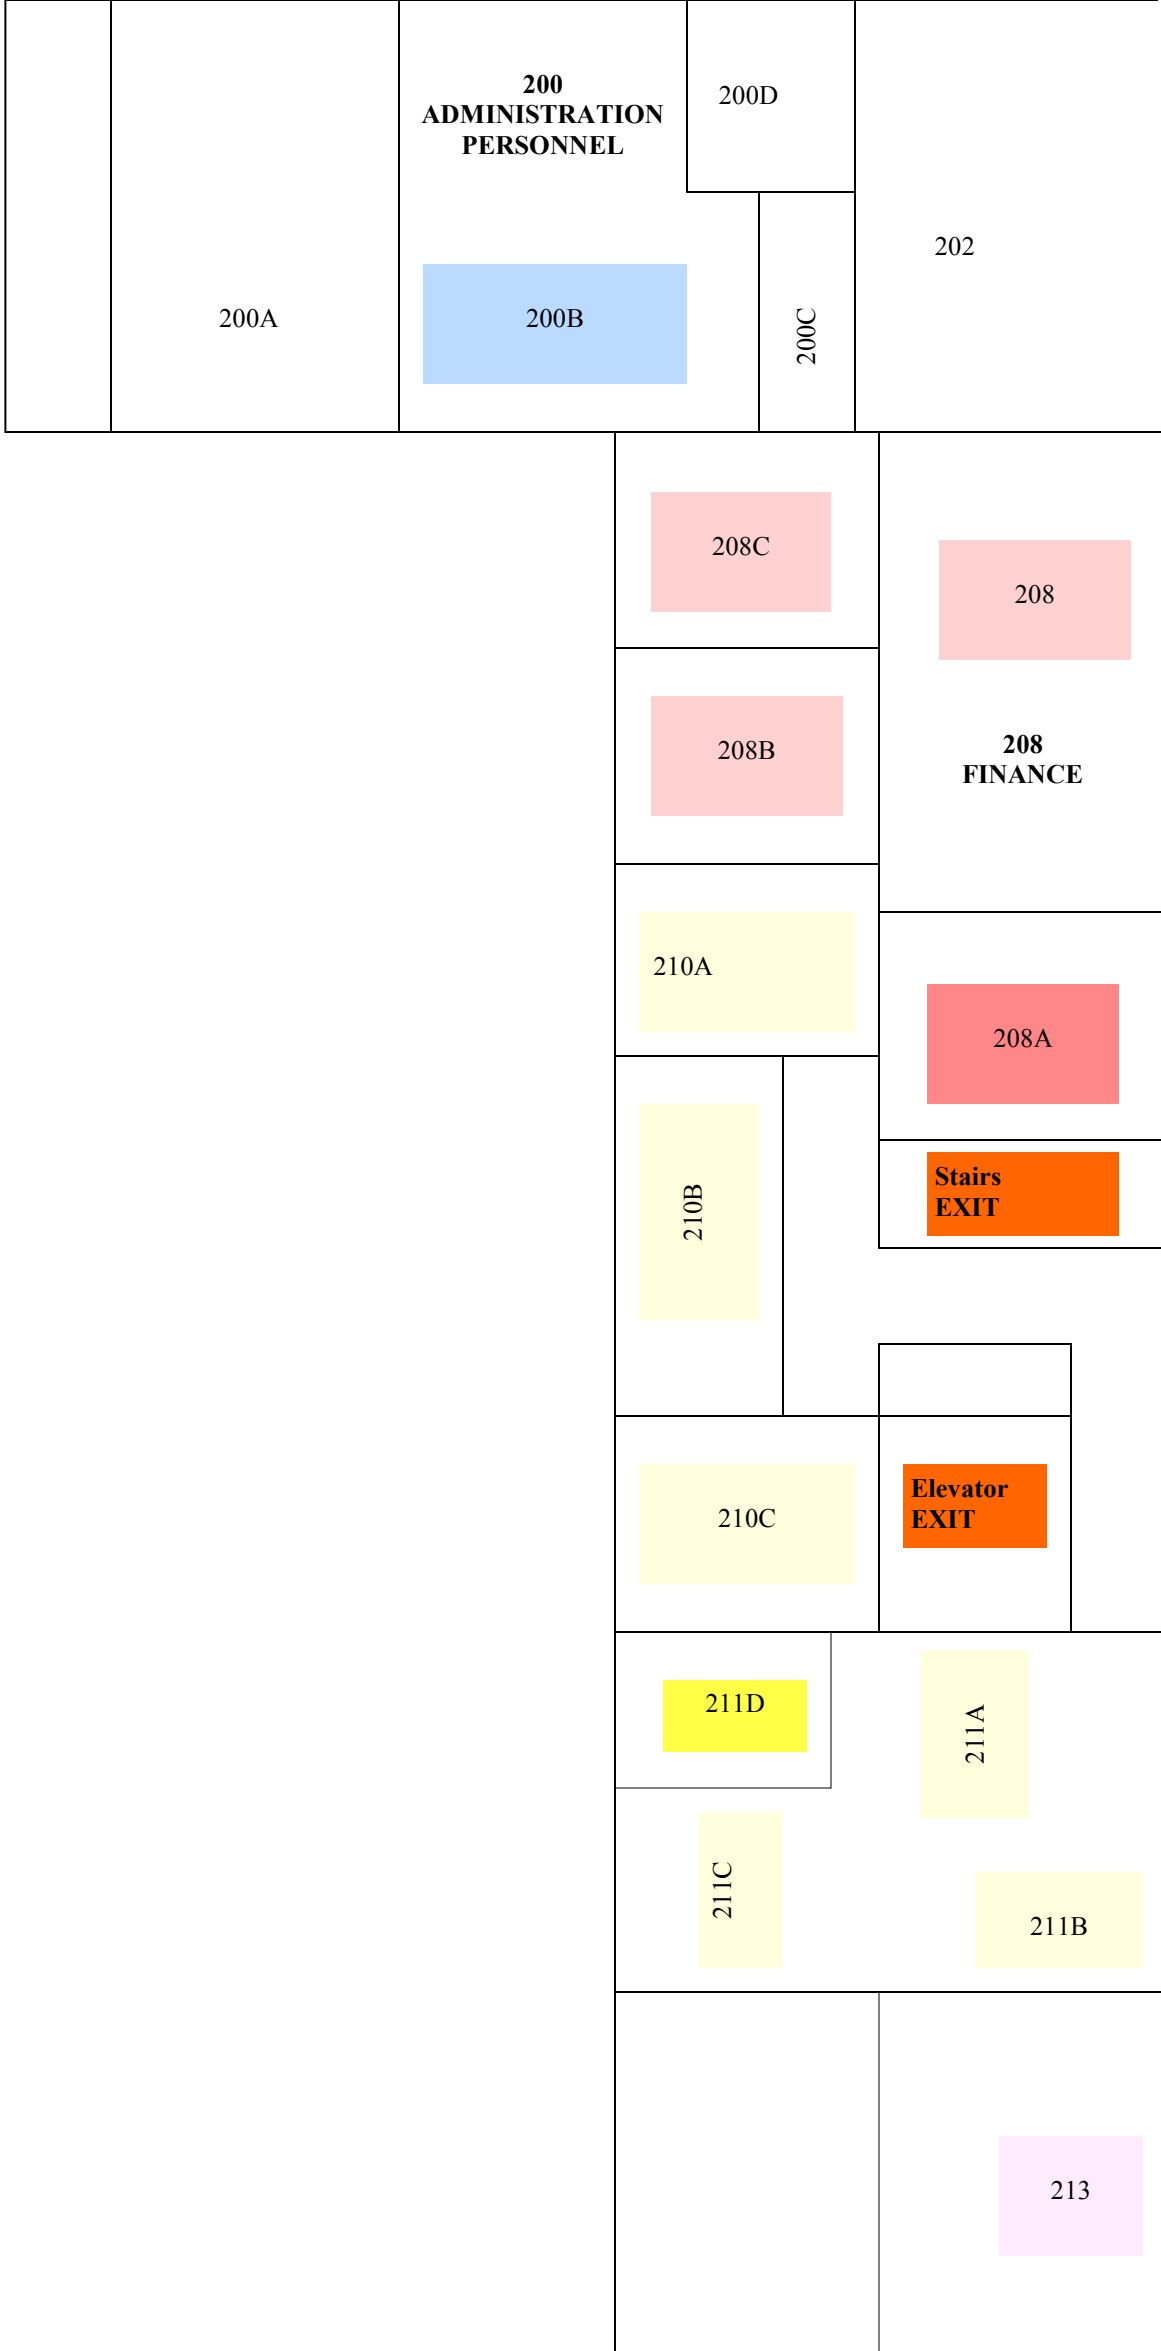 200
ADMINISTRATION
PERSONNEL
200D
202
200A
200B
200C
208C
208
208B
208
FINANCE
210A
208A
Stairs
EXIT
210B
Elevator
EXIT
210C
211D
211A
211C
211B
213